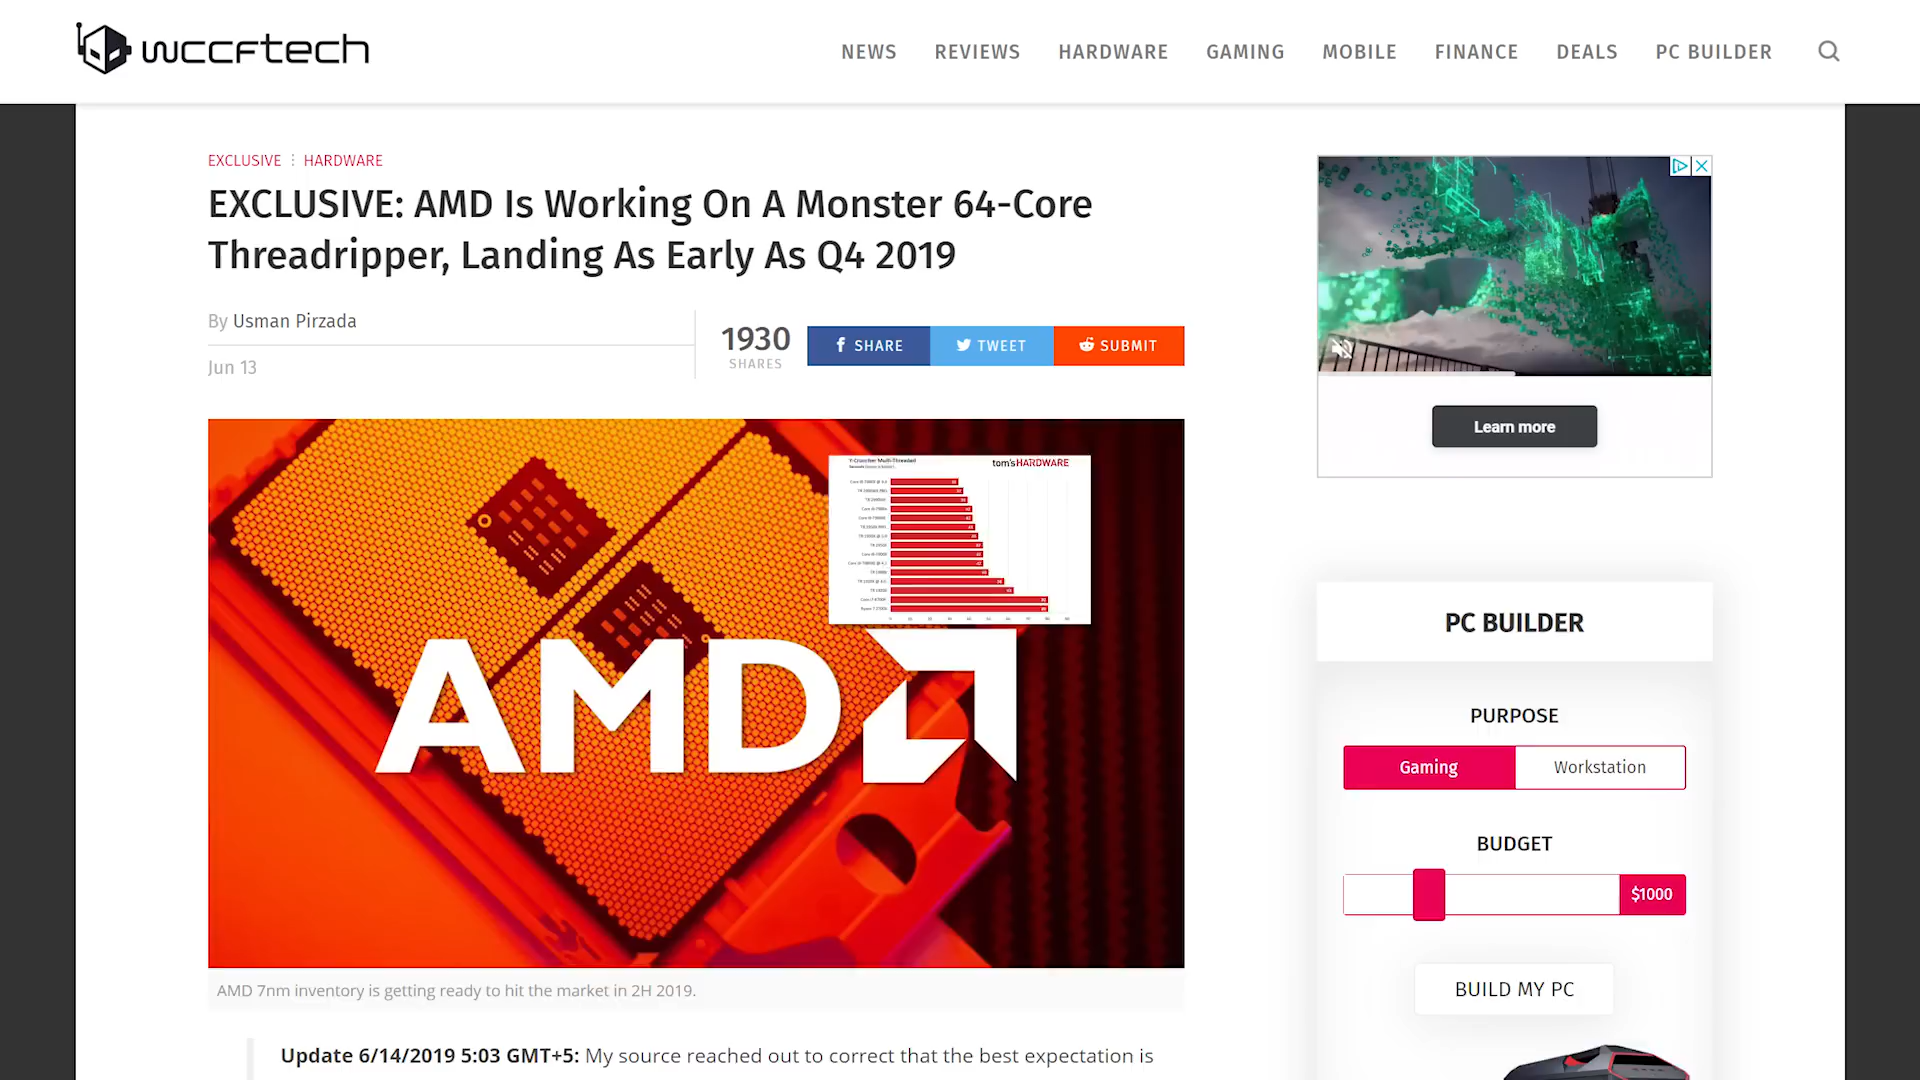 wccftech
NEWS REVIEWS HARDWARE GAMING MOBILE FINANCE DEALS PC BUILDER
EXCLUSIVE ⋮ HARDWARE
EXCLUSIVE: AMD Is Working On A Monster 64-Core
Threadripper, Landing As Early As Q4 2019
By Usman Pirzada
Jun 13
1930
SHARES
SHARE
TWEET
SUBMIT
Y-Cruncher Multi-Threaded
tom'sHARDWARE
AMD
AMD 7nm inventory is getting ready to hit the market in 2H 2019.
Update 6/14/2019 5:03 GMT+5: My source reached out to correct that the best expectation is
Learn more
PC BUILDER
PURPOSE
Gaming Workstation
BUDGET
$1000
BUILD MY PC